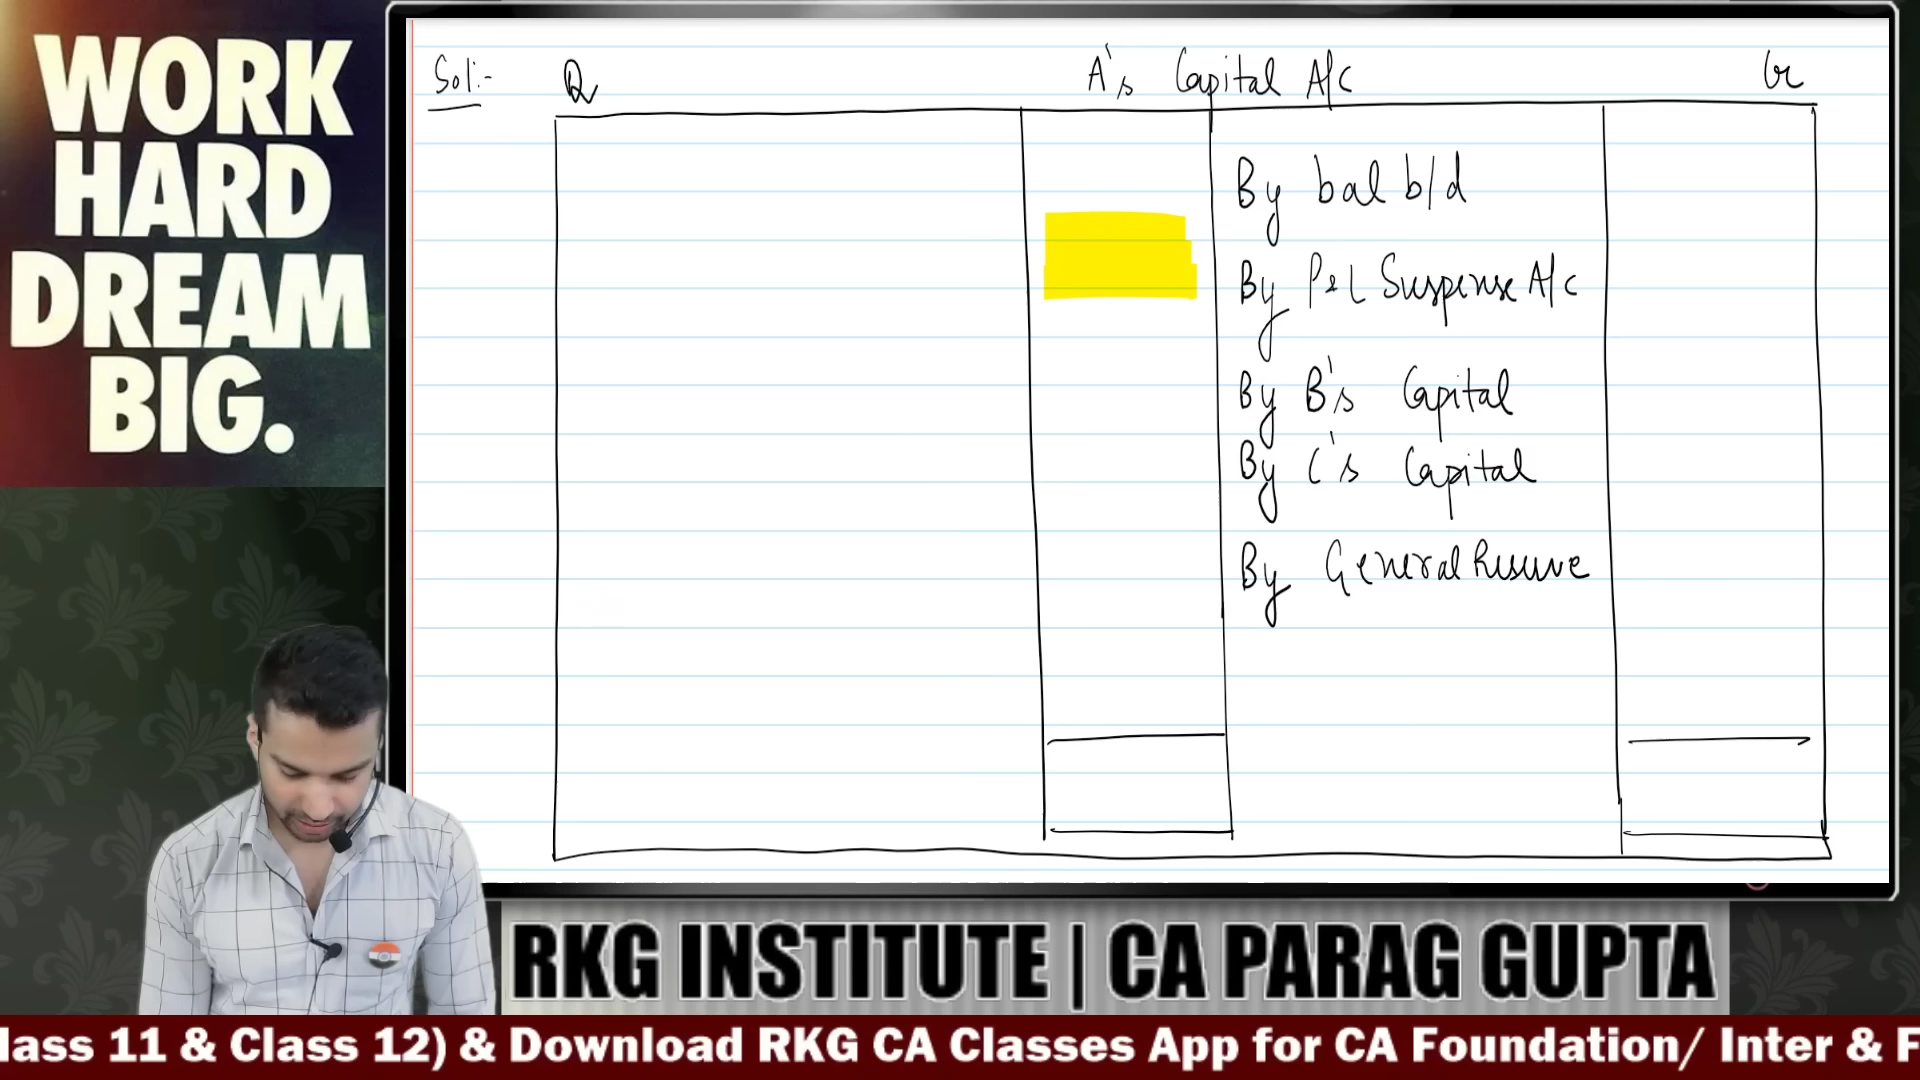 WORK
HARD
DREAM
BIG.
Sol:- Dr A's Capital A/c Cr
By bal b/d
By P&L Suspense A/c
By B's Capital
By C's Capital
By General Reserve
RKG INSTITUTE | CA PARAG GUPTA
lass 11 & Class 12) & Download RKG CA Classes App for CA Foundation/ Inter & F